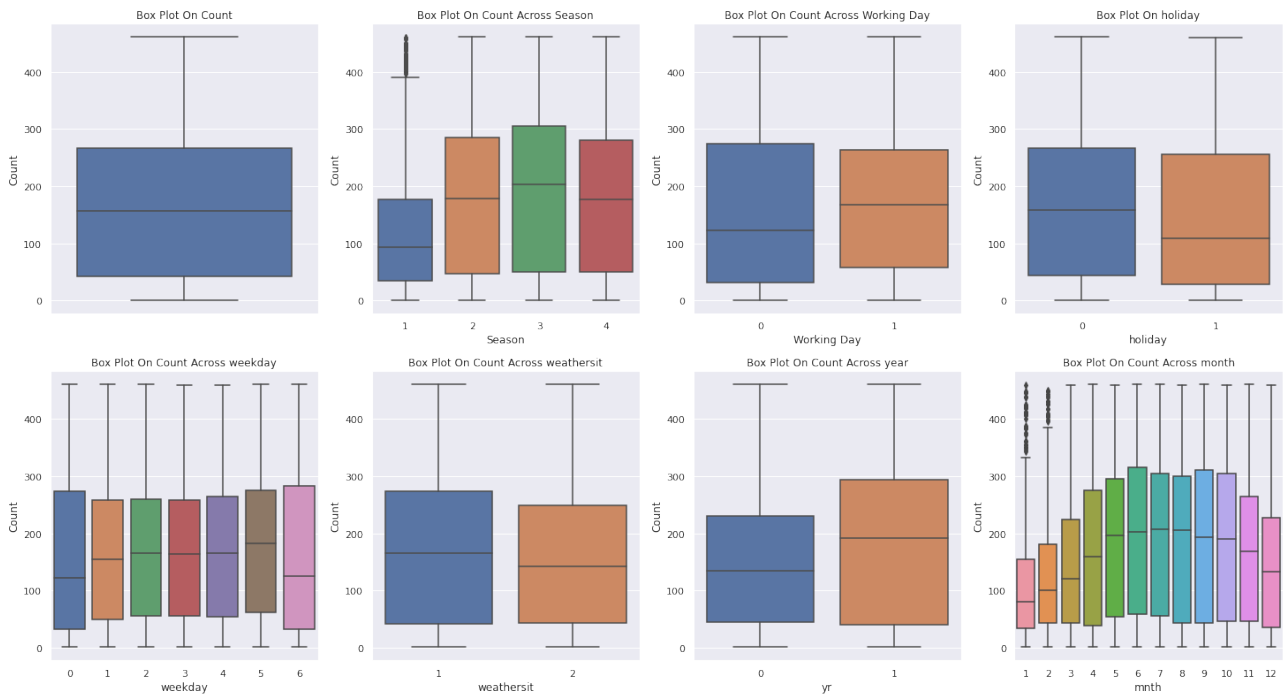 Box Plot On Count
Count
400
300
200
100
0
Box Plot On Count Across Season
Count
400
300
200
100
0
1 2 3 4
Season
Box Plot On Count Across Working Day
Count
400
300
200
100
0
0 1
Working Day
Box Plot On holiday
Count
400
300
200
100
0
0 1
holiday
Box Plot On Count Across weekday
Count
400
300
200
100
0
0 1 2 3 4 5 6
weekday
Box Plot On Count Across weathersit
Count
400
300
200
100
0
1 2
weathersit
Box Plot On Count Across year
Count
400
300
200
100
0
0 1
yr
Box Plot On Count Across month
Count
400
300
200
100
0
1 2 3 4 5 6 7 8 9 10 11 12
mnth